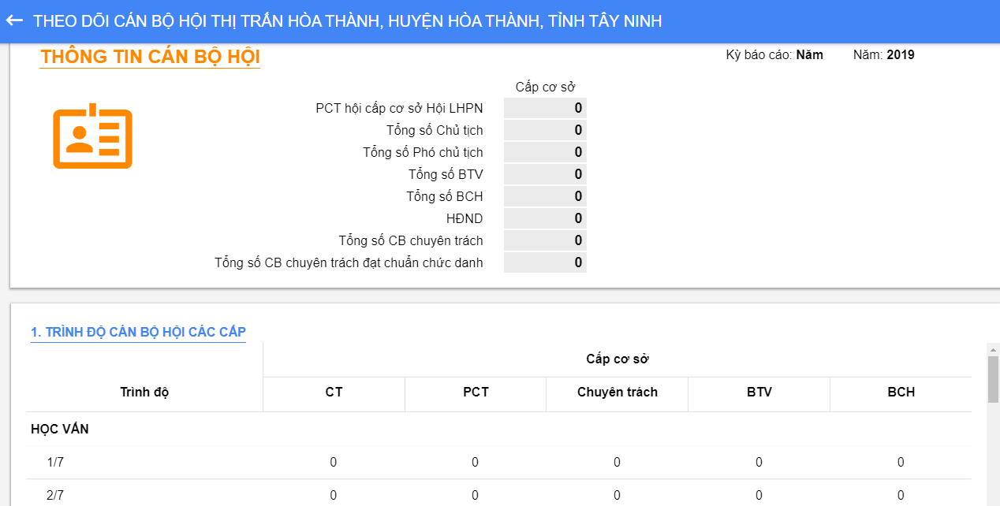 THEO DÕI CÁN BỘ HỘI THỊ TRẤN HÒA THÀNH, HUYỆN HÒA THÀNH, TỈNH TÂY NINH
THÔNG TIN CÁN BỘ HỘI Kỳ báo cáo: Năm Năm: 2019
Cấp cơ sở
PCT hội cấp cơ sở Hội LHPN 0
Tổng số Chủ tịch 0
Tổng số Phó chủ tịch 0
Tổng số BTV 0
Tổng số BCH 0
HĐND 0
Tổng số CB chuyên trách 0
Tổng số CB chuyên trách đạt chuẩn chức danh 0
1. TRÌNH ĐỘ CÁN BỘ HỘI CÁC CẤP
Cấp cơ sở
Trình độ CT PCT Chuyên trách BTV BCH
HỌC VẤN
1/7 0 0 0 0 0
2/7 0 0 0 0 0